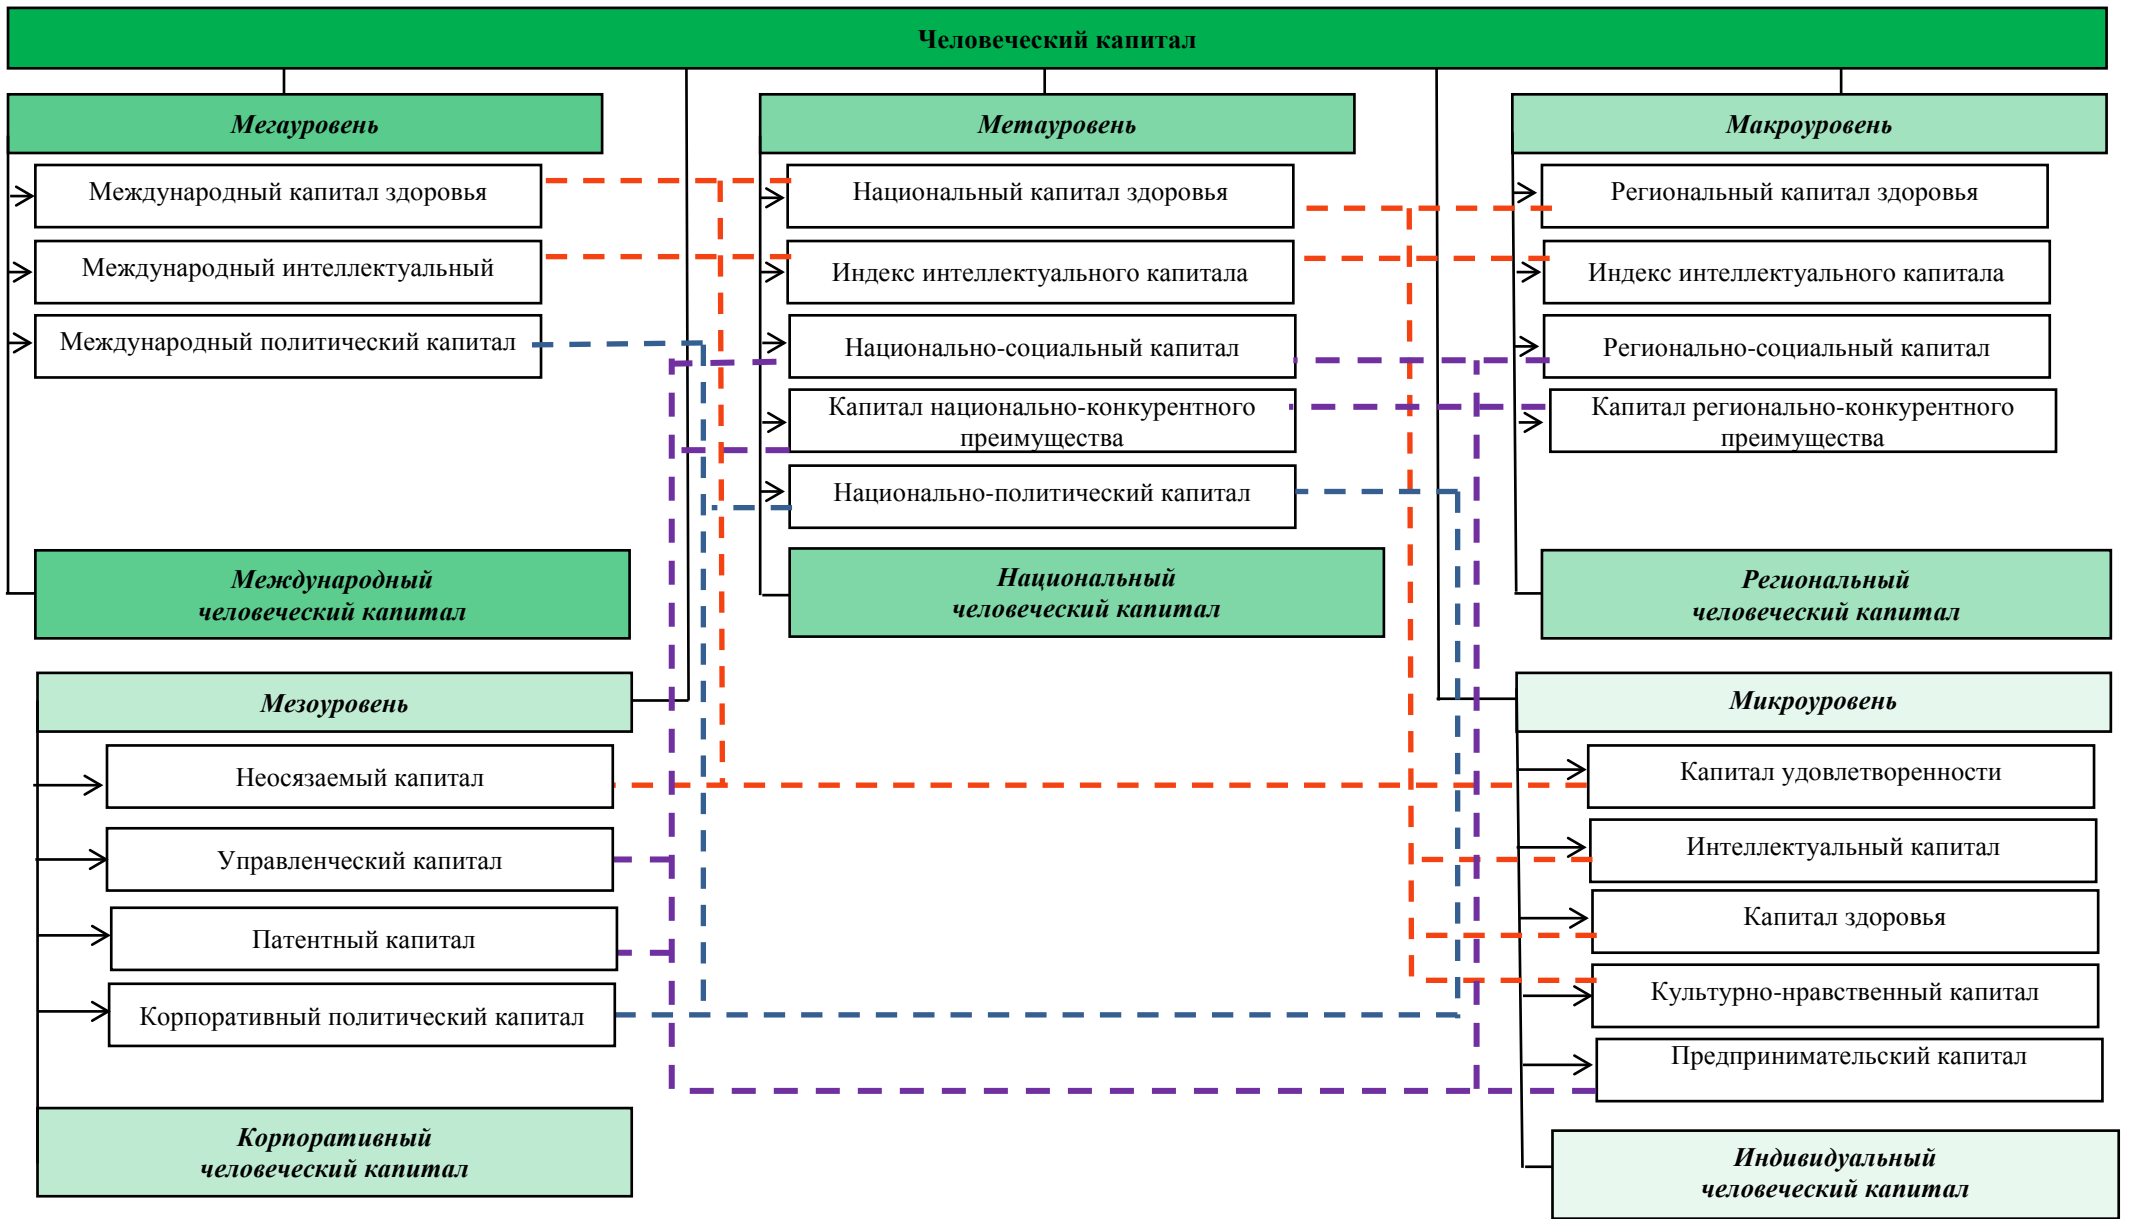 Человеческий капитал
Мегауровень
Международный капитал здоровья
Международный интеллектуальный
Международный политический капитал
Международный
человеческий капитал
Метауровень
Национальный капитал здоровья
Индекс интеллектуального капитала
Национально-социальный капитал
Капитал национально-конкурентного
преимущества
Национально-политический капитал
Национальный
человеческий капитал
Макроуровень
Региональный капитал здоровья
Индекс интеллектуального капитала
Регионально-социальный капитал
Капитал регионально-конкурентного
преимущества
Региональный
человеческий капитал
Мезоуровень
Неосязаемый капитал
Управленческий капитал
Патентный капитал
Корпоративный политический капитал
Корпоративный
человеческий капитал
Микроуровень
Капитал удовлетворенности
Интеллектуальный капитал
Капитал здоровья
Культурно-нравственный капитал
Предпринимательский капитал
Индивидуальный
человеческий капитал